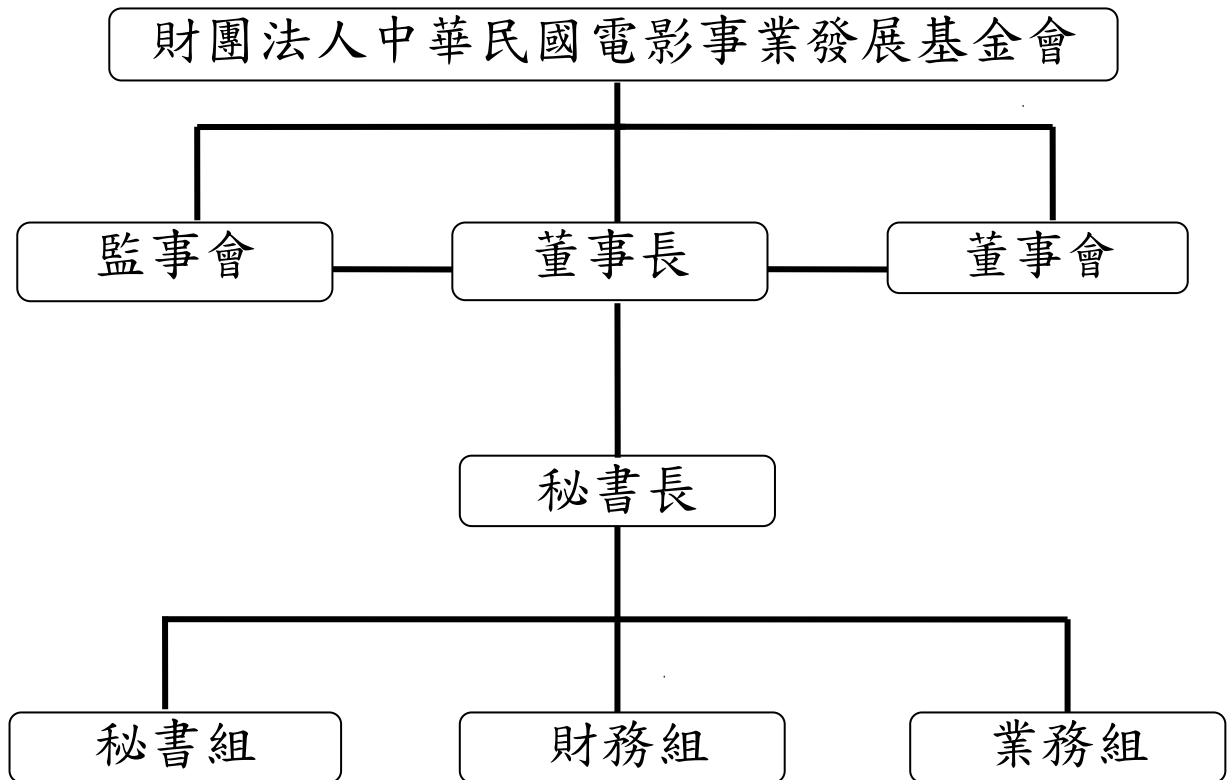 財團法人中華民國電影事業發展基金會
監事會
董事長
董事會
秘書長
秘書組
財務組
業務組